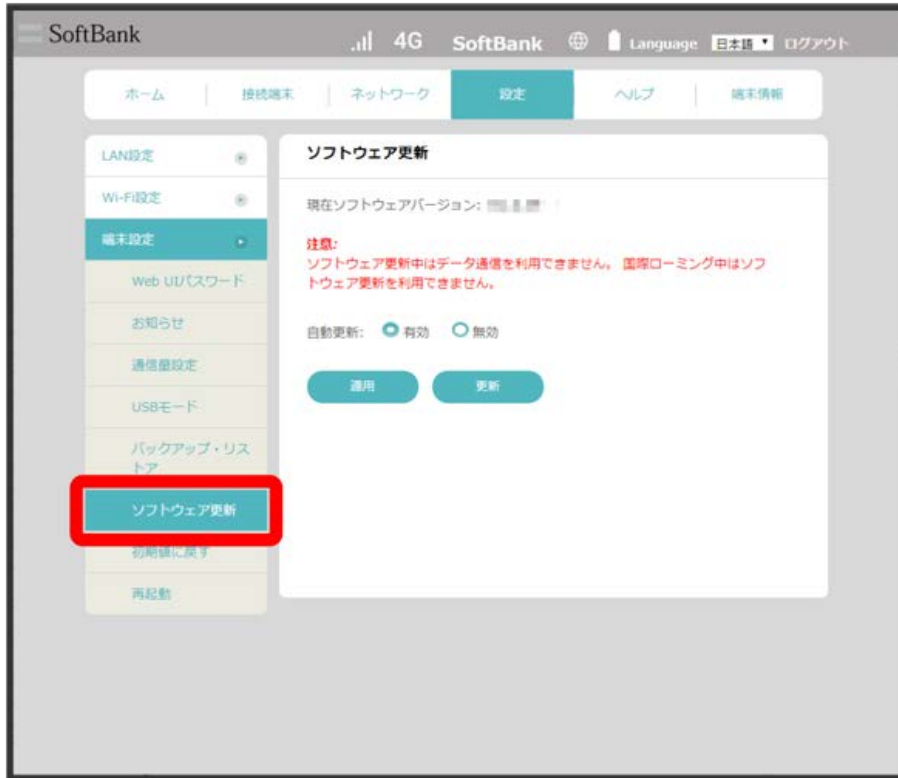 SoftBank
4G SoftBank Language 日本語 ログアウト
ホーム 接続端末 ネットワーク 設定 ヘルプ 端末情報
LAN設定
Wi-Fi設定
端末設定
Web UIパスワード
お知らせ
通信量設定
USBモード
バックアップ・リス
トア
ソフトウェア更新
初期値に戻す
再起動
ソフトウェア更新
現在ソフトウェアバージョン:
注意:
ソフトウェア更新中はデータ通信を利用できません。 国際ローミング中はソフ
トウェア更新を利用できません。
自動更新: 有効 無効
適用 更新